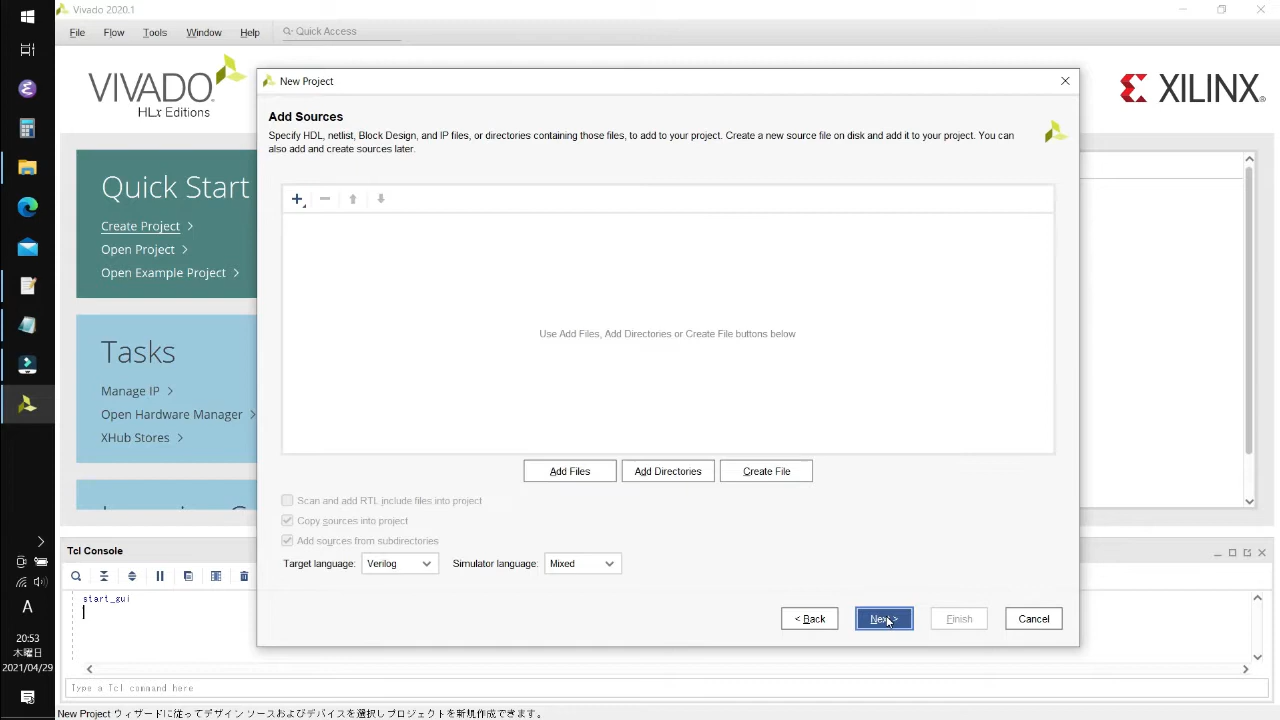 Vivado 2020.1
File Flow Tools Window Help Quick Access
VIVADO
HLx Editions
XILINX
Quick Start
Create Project >
Open Project >
Open Example Project >
Tasks
Manage IP >
Open Hardware Manager >
XHub Stores >
New Project
Add Sources
Specify HDL, netlist, Block Design, and IP files, or directories containing those files, to add to your project. Create a new source file on disk and add it to your project. You can
also add and create sources later.
Use Add Files, Add Directories or Create File buttons below
Add Files Add Directories Create File
Scan and add RTL include files into project
Copy sources into project
Add sources from subdirectories
Target language: Verilog Simulator language: Mixed
< Back Next > Finish Cancel
Tcl Console
start_gui
Type a Tcl command here
New Project ウィザードに従ってデザイン ソースおよびデバイスを選択しプロジェクトを新規作成できます。
A
20:53
木曜日
2021/04/29